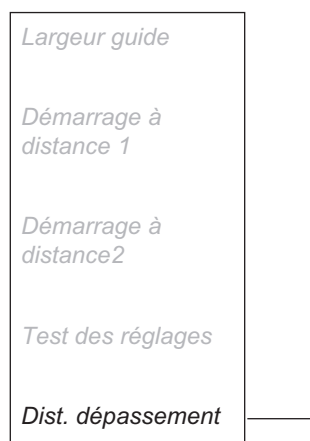 Largeur guide
Démarrage à
distance 1
Démarrage à
distance2
Test des réglages
Dist. dépassement